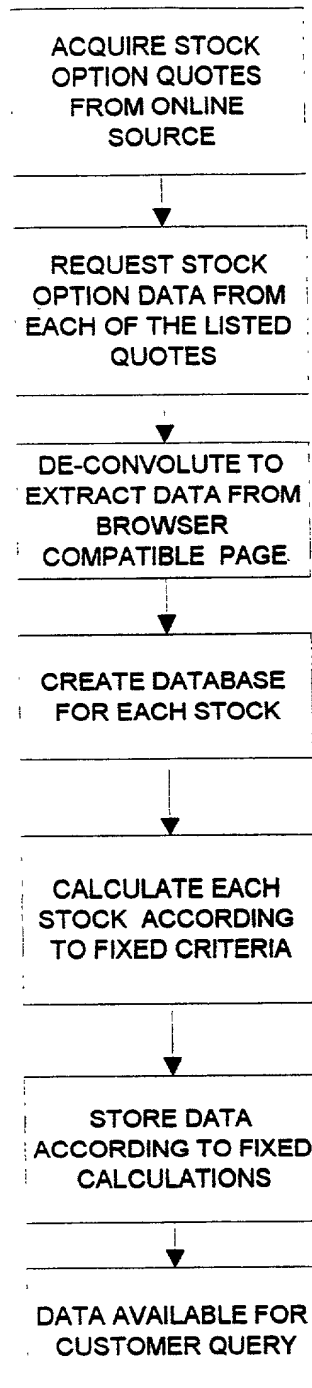 ACQUIRE STOCK
OPTION QUOTES
FROM ONLINE
SOURCE
REQUEST STOCK
OPTION DATA FROM
EACH OF THE LISTED
QUOTES
DE-CONVOLUTE TO
EXTRACT DATA FROM
BROWSER
COMPATIBLE PAGE
CREATE DATABASE
FOR EACH STOCK
CALCULATE EACH
STOCK ACCORDING
TO FIXED CRITERIA
STORE DATA
ACCORDING TO FIXED
CALCULATIONS
DATA AVAILABLE FOR
CUSTOMER QUERY